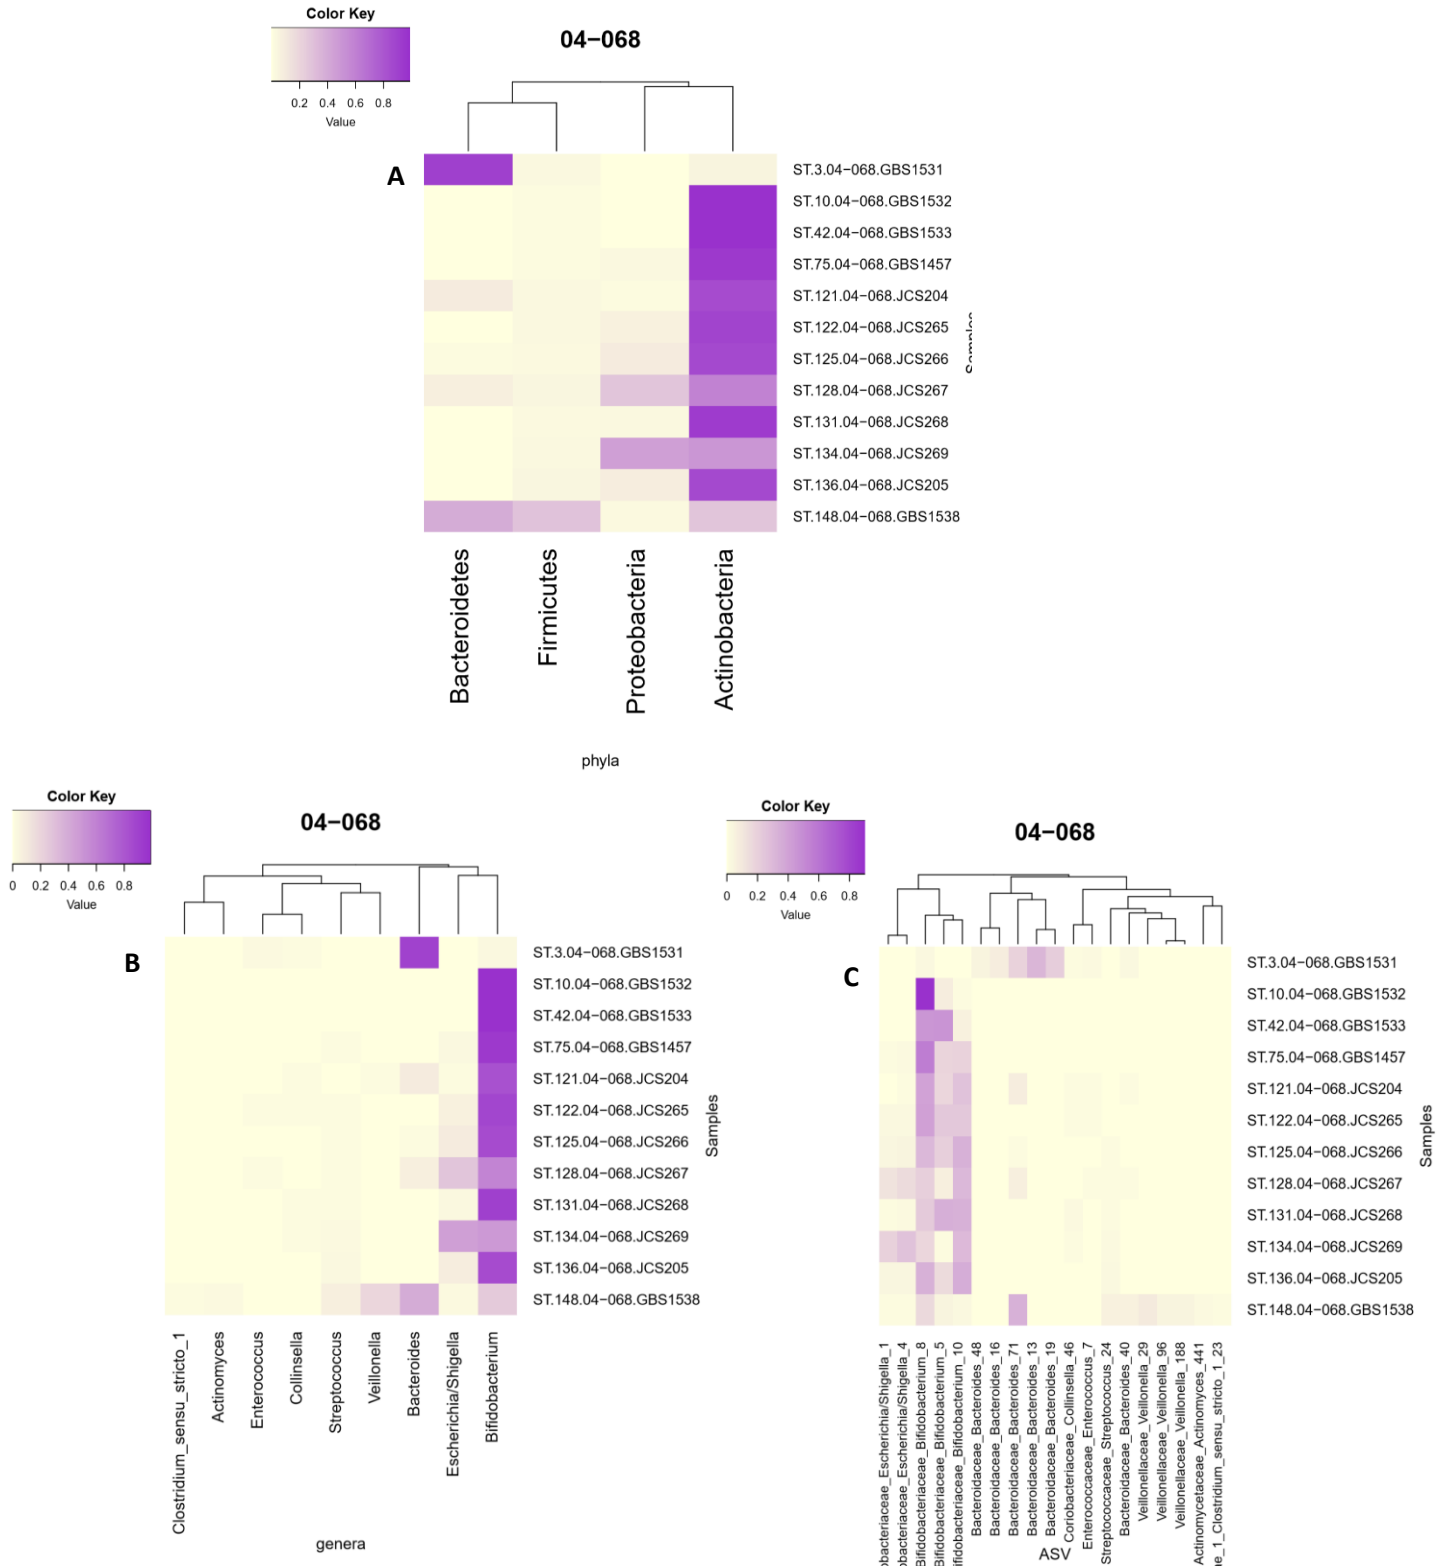 Color Key
04−068
0.2 0.4 0.6 0.8
Value
A
ST.3.04−068.GBS1531
ST.10.04−068.GBS1532
ST.42.04−068.GBS1533
ST.75.04−068.GBS1457
ST.121.04−068.JCS204
ST.122.04−068.JCS265
ST.125.04−068.JCS266
ST.128.04−068.JCS267
ST.131.04−068.JCS268
ST.134.04−068.JCS269
ST.136.04−068.JCS205
ST.148.04−068.GBS1538
Samples
Bacteroidetes
Firmicutes
Proteobacteria
Actinobacteria
phyla
Color Key
04−068
0 0.2 0.4 0.6 0.8
Value
B
ST.3.04−068.GBS1531
ST.10.04−068.GBS1532
ST.42.04−068.GBS1533
ST.75.04−068.GBS1457
ST.121.04−068.JCS204
ST.122.04−068.JCS265
ST.125.04−068.JCS266
ST.128.04−068.JCS267
ST.131.04−068.JCS268
ST.134.04−068.JCS269
ST.136.04−068.JCS205
ST.148.04−068.GBS1538
Samples
Clostridium_sensu_stricto_1
Actinomyces
Enterococcus
Collinsella
Streptococcus
Veillonella
Bacteroides
Escherichia/Shigella
Bifidobacterium
genera
Color Key
04−068
0 0.2 0.4 0.6 0.8
Value
C
ST.3.04−068.GBS1531
ST.10.04−068.GBS1532
ST.42.04−068.GBS1533
ST.75.04−068.GBS1457
ST.121.04−068.JCS204
ST.122.04−068.JCS265
ST.125.04−068.JCS266
ST.128.04−068.JCS267
ST.131.04−068.JCS268
ST.134.04−068.JCS269
ST.136.04−068.JCS205
ST.148.04−068.GBS1538
Samples
obacteriaceae_Escherichia/Shigella_1
obacteriaceae_Escherichia/Shigella_4
Bifidobacteriaceae_Bifidobacterium_8
Bifidobacteriaceae_Bifidobacterium_5
ifidobacteriaceae_Bifidobacterium_10
Bacteroidaceae_Bacteroides_48
Bacteroidaceae_Bacteroides_16
Bacteroidaceae_Bacteroides_71
Bacteroidaceae_Bacteroides_13
Bacteroidaceae_Bacteroides_19
Coriobacteriaceae_Collinsella_46
Enterococcaceae_Enterococcus_7
Streptococcaceae_Streptococcus_24
Bacteroidaceae_Bacteroides_40
Veillonellaceae_Veillonella_29
Veillonellaceae_Veillonella_96
Veillonellaceae_Veillonella_188
Actinomycetaceae_Actinomyces_441
ae_1_Clostridium_sensu_stricto_1_23
ASV